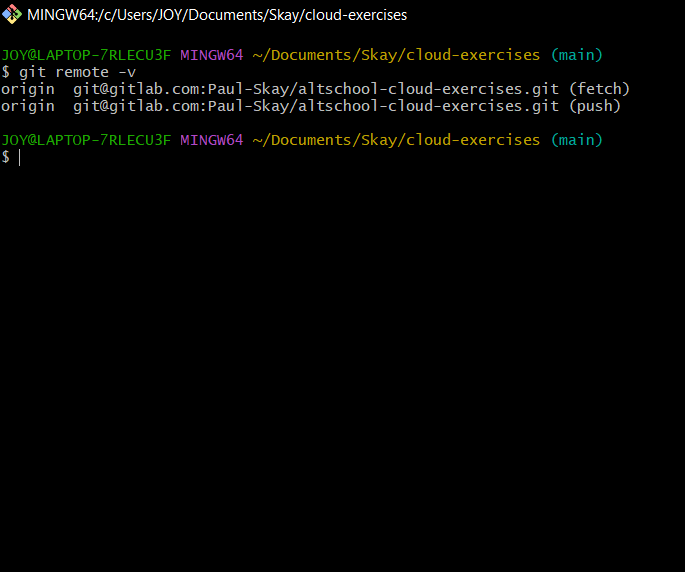 MINGW64:/c/Users/JOY/Documents/Skay/cloud-exercises
JOY@LAPTOP-7RLECU3F MINGW64 ~/Documents/Skay/cloud-exercises (main)
$ git remote -v
origin  git@gitlab.com:Paul-Skay/altschool-cloud-exercises.git (fetch)
origin  git@gitlab.com:Paul-Skay/altschool-cloud-exercises.git (push)
JOY@LAPTOP-7RLECU3F MINGW64 ~/Documents/Skay/cloud-exercises (main)
$